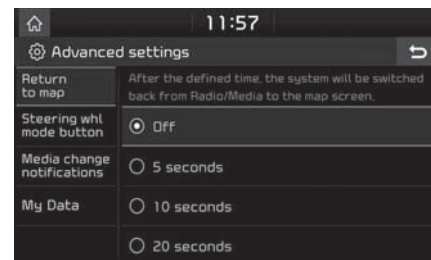 11:57
Advanced settings
Return
to map
After the defined time, the system will be switched
back from Radio/Media to the map screen.
Steering whl
mode button
Off
Media change
notifications
5 seconds
My Data
10 seconds
20 seconds